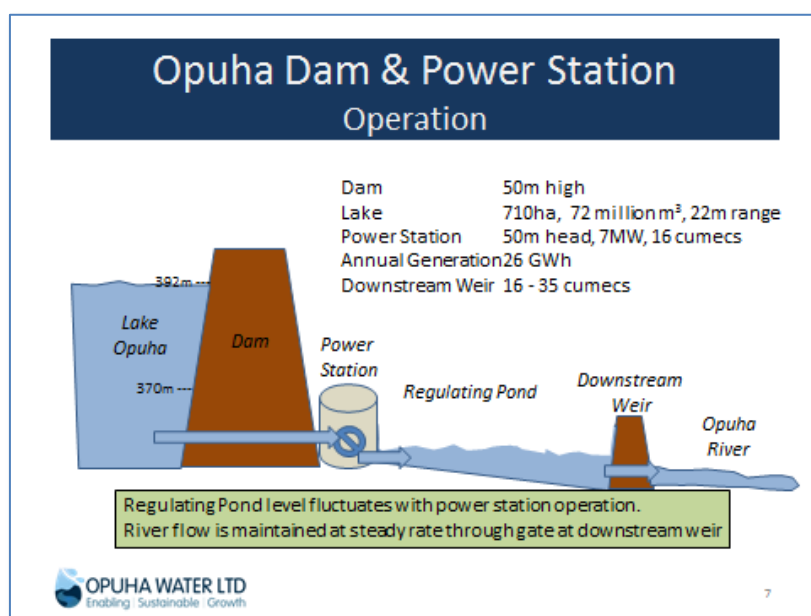 Opuha Dam & Power Station
Operation
Dam 50m high
Lake 710ha, 72 million m³, 22m range
Power Station 50m head, 7MW, 16 cumecs
Annual Generation 26 GWh
Downstream Weir 16 - 35 cumecs
392m ---
Lake
Opuha
Dam
370m ---
Power
Station
Regulating Pond
Downstream
Weir
Opuha
River
Regulating Pond level fluctuates with power station operation.
River flow is maintained at steady rate through gate at downstream weir
OPUHA WATER LTD
Enabling | Sustainable | Growth
7